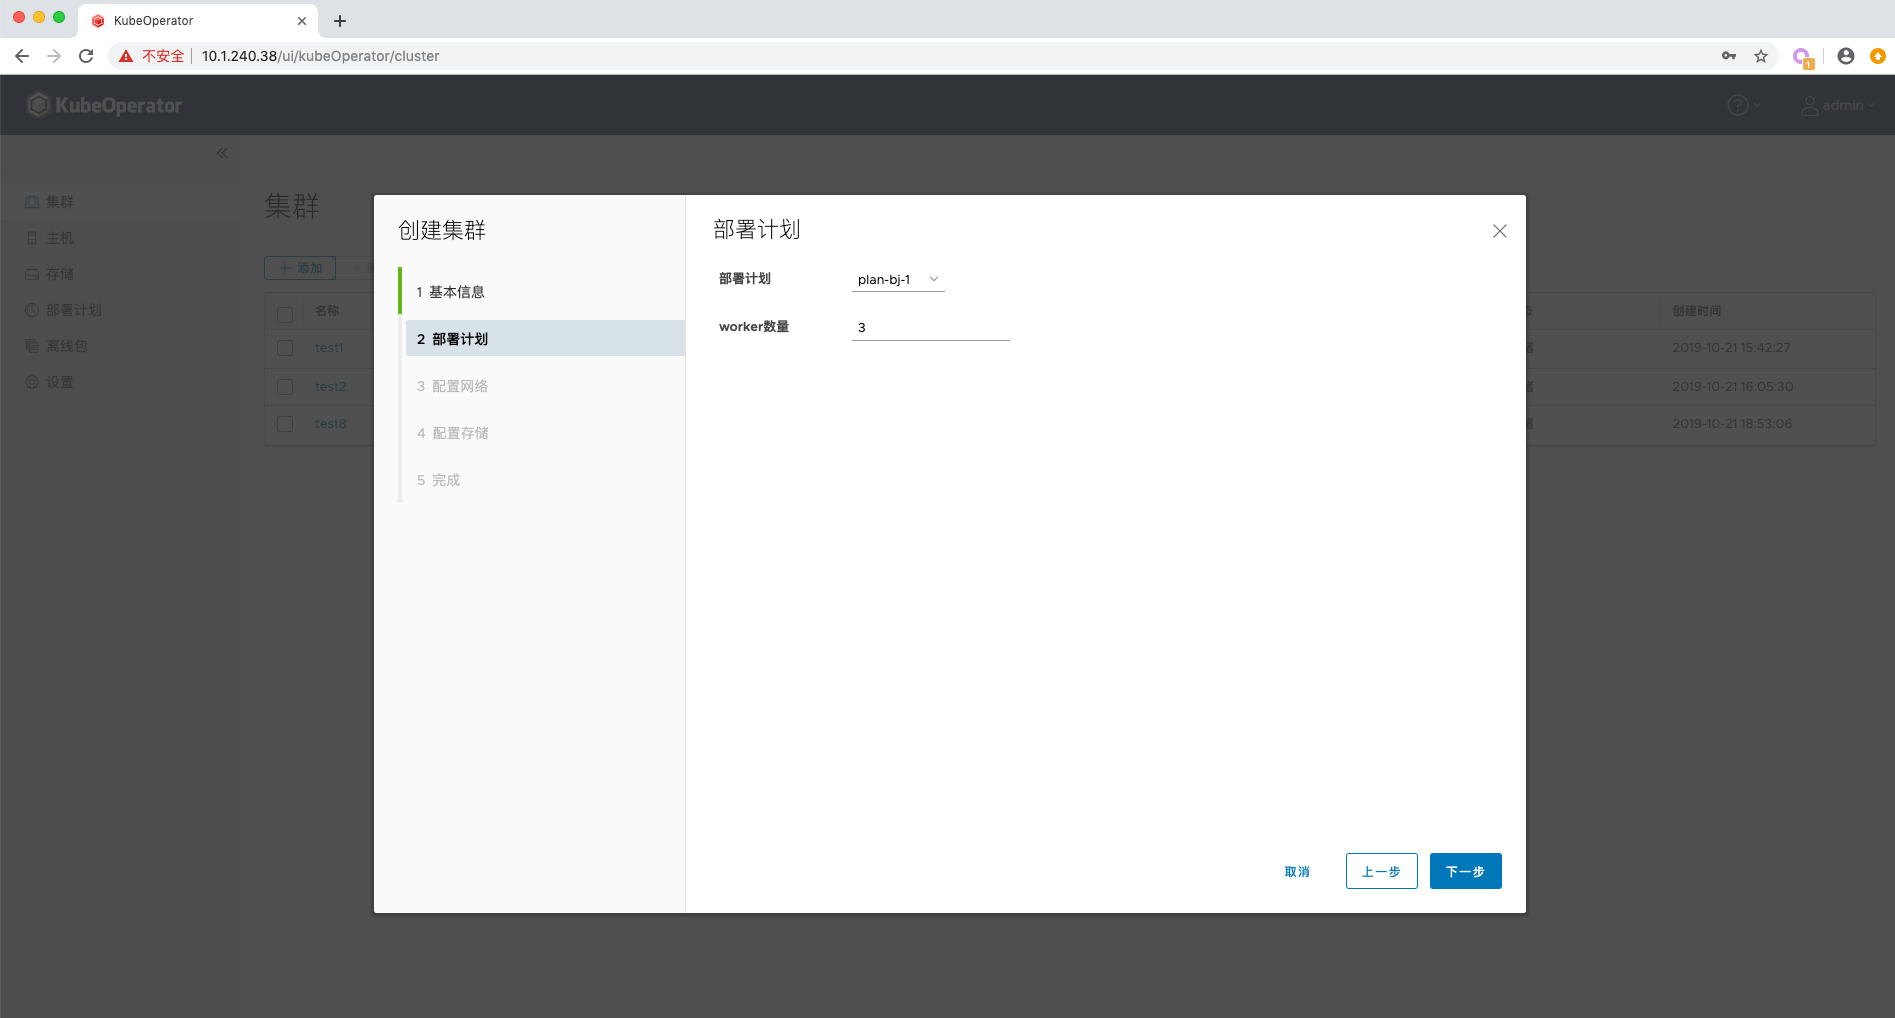 KubeOperator
不安全
10.1.240.38/ui/kubeOperator/cluster
1
KubeOperator
?
admin
集群
主机
存储
部署计划
离线包
设置
集群
添加
名称
创建时间
test1
2019-10-21 15:42:27
test2
2019-10-21 16:05:30
test8
2019-10-21 18:53:06
创建集群
1 基本信息
2 部署计划
3 配置网络
4 配置存储
5 完成
部署计划
部署计划
plan-bj-1
worker数量
3
取消
上一步
下一步